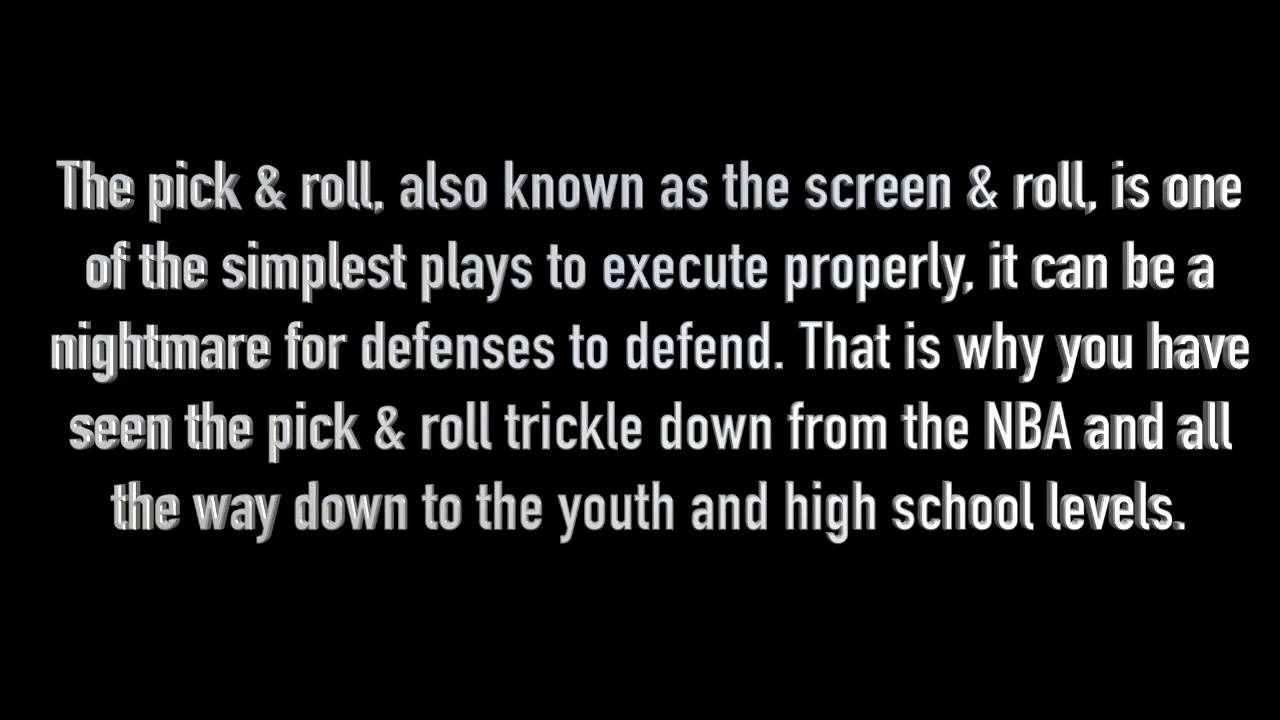 The pick & roll, also known as the screen & roll, is one
of the simplest plays to execute properly, it can be a
nightmare for defenses to defend. That is why you have
seen the pick & roll trickle down from the NBA and all
the way down to the youth and high school levels.